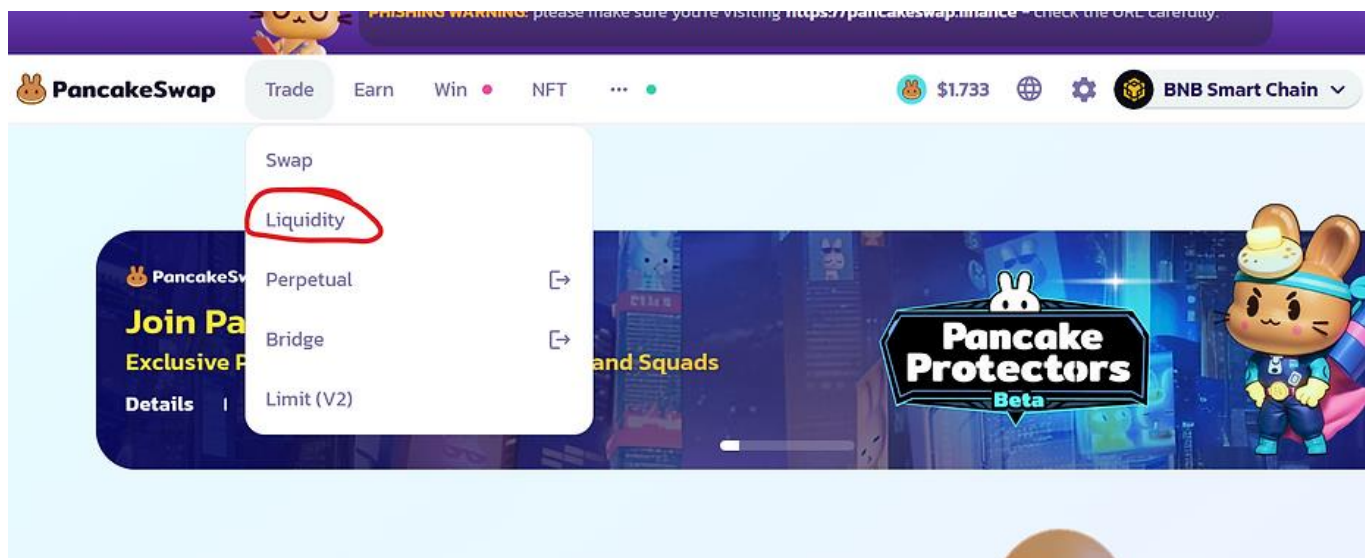 PHISHING WARNING: please make sure you're visiting https://pancakeswap.finance - check the URL carefully.
PancakeSwap Trade Earn Win NFT ... $1.733 BNB Smart Chain
Swap
Liquidity
Perpetual
Bridge
Limit (V2)
PancakeSw
Join Pa
Exclusive P
and Squads
Details
Pancake
Protectors
Beta